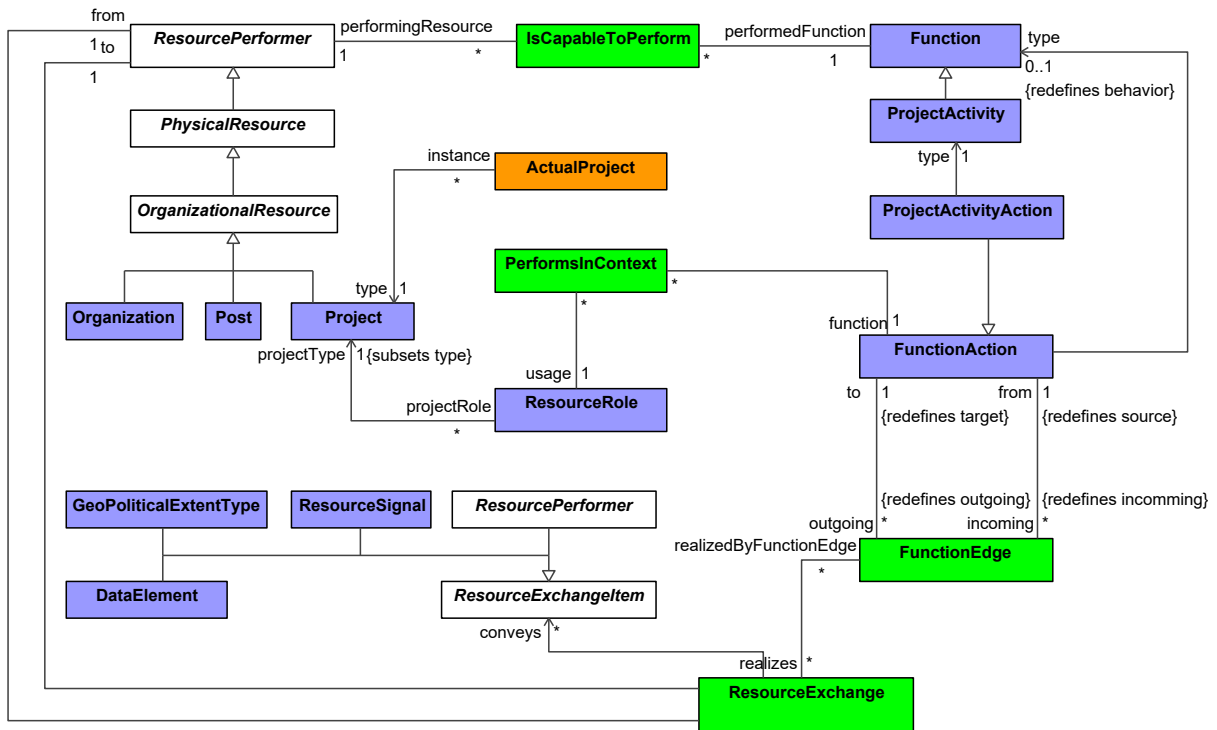 from
1
to
1
ResourcePerformer
performingResource
1
*
IsCapableToPerform
performedFunction
*
1
Function
type
0..1
{redefines behavior}
PhysicalResource
ProjectActivity
type
1
instance
*
ActualProject
OrganizationalResource
ProjectActivityAction
PerformsInContext
*
*
type
1
Organization
Post
Project
function
1
projectType
1
{subsets type}
FunctionAction
usage
1
projectRole
*
ResourceRole
to
1
from
1
{redefines target}
{redefines source}
GeoPoliticalExtentType
ResourceSignal
ResourcePerformer
{redefines outgoing}
{redefines incomming}
outgoing
*
incoming
*
realizedByFunctionEdge
*
FunctionEdge
DataElement
ResourceExchangeItem
conveys
*
realizes
*
ResourceExchange